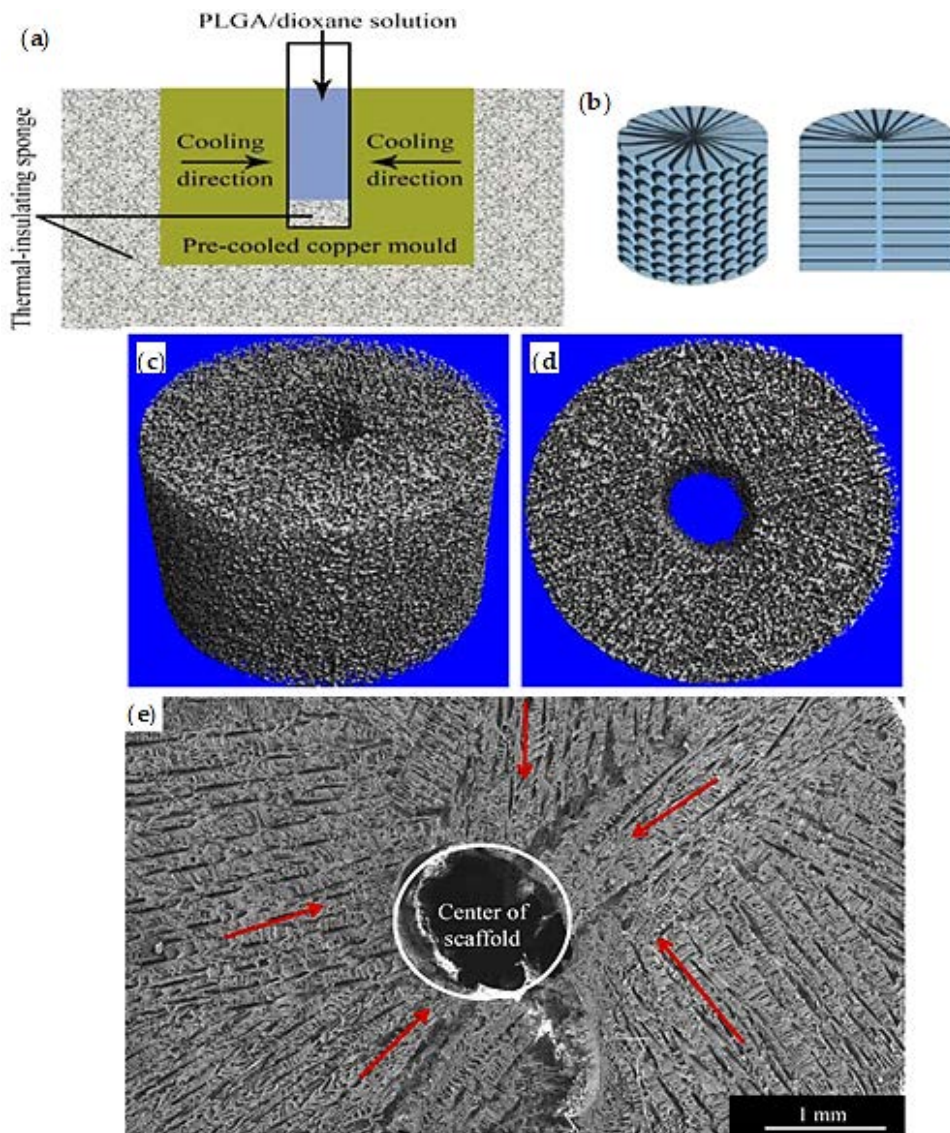 (a)
PLGA/dioxane solution
Thermal-insulating sponge
Cooling
direction
Cooling
direction
Pre-cooled copper mould
(b)
(c)
(d)
(e)
Center of
scaffold
1 mm